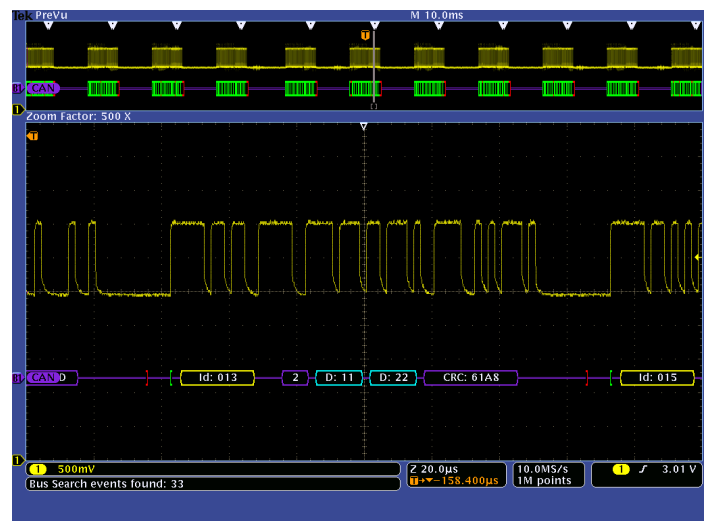 Tek PreVu M 10.0ms
T
B1 CAN
1
Zoom Factor: 500 X
T
B1 CAN D Id: 013 2 D: 11 D: 22 CRC: 61A8 Id: 015
1
1 500mV Z 20.0µs 10.0MS/s 1 3.01 V
T→▼-158.400µs 1M points
Bus Search events found: 33